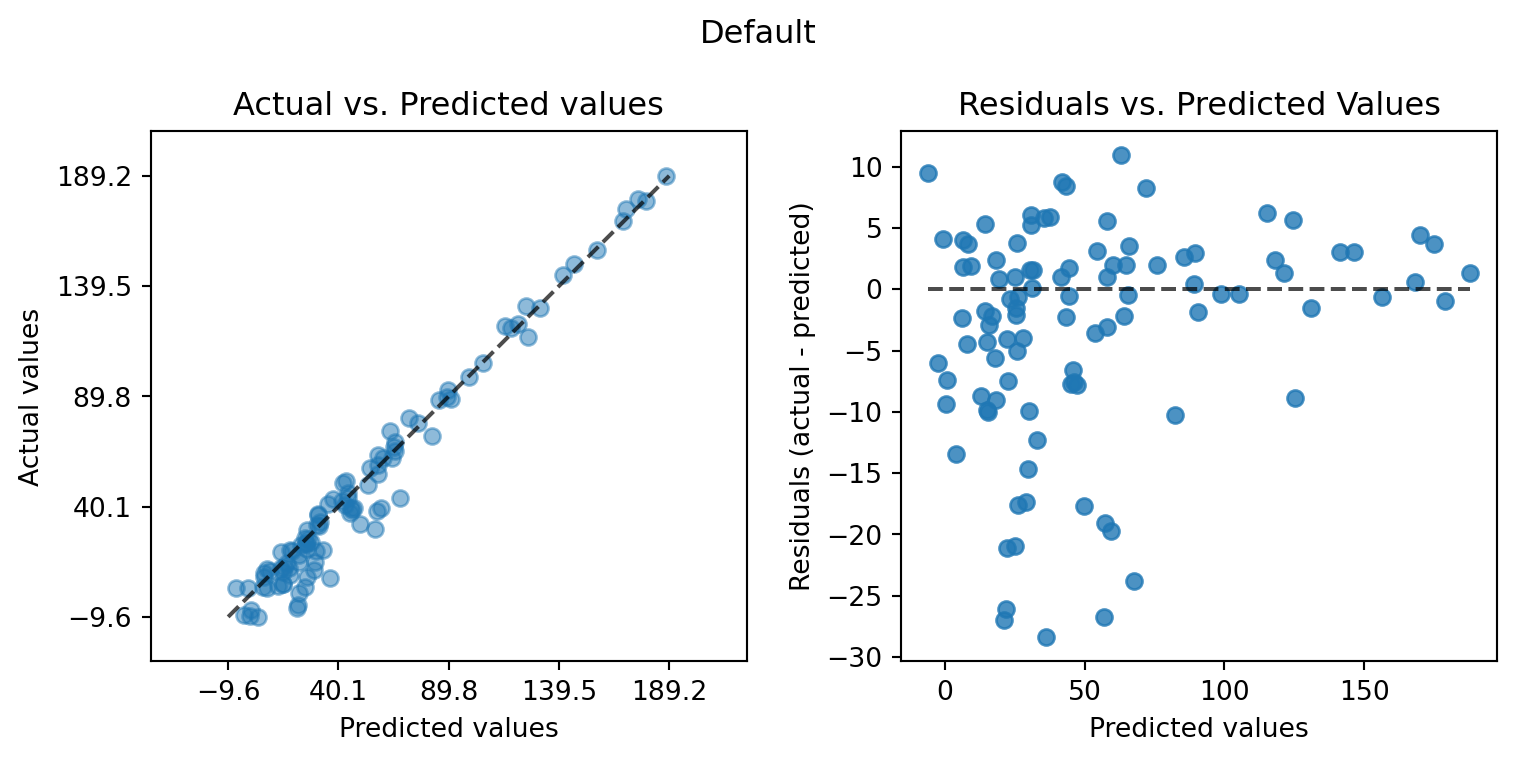 Default
Actual vs. Predicted values
Actual values
189.2
139.5
89.8
40.1
−9.6
−9.6 40.1 89.8 139.5 189.2
Predicted values
Residuals vs. Predicted Values
Residuals (actual - predicted)
10
5
0
−5
−10
−15
−20
−25
−30
0 50 100 150
Predicted values